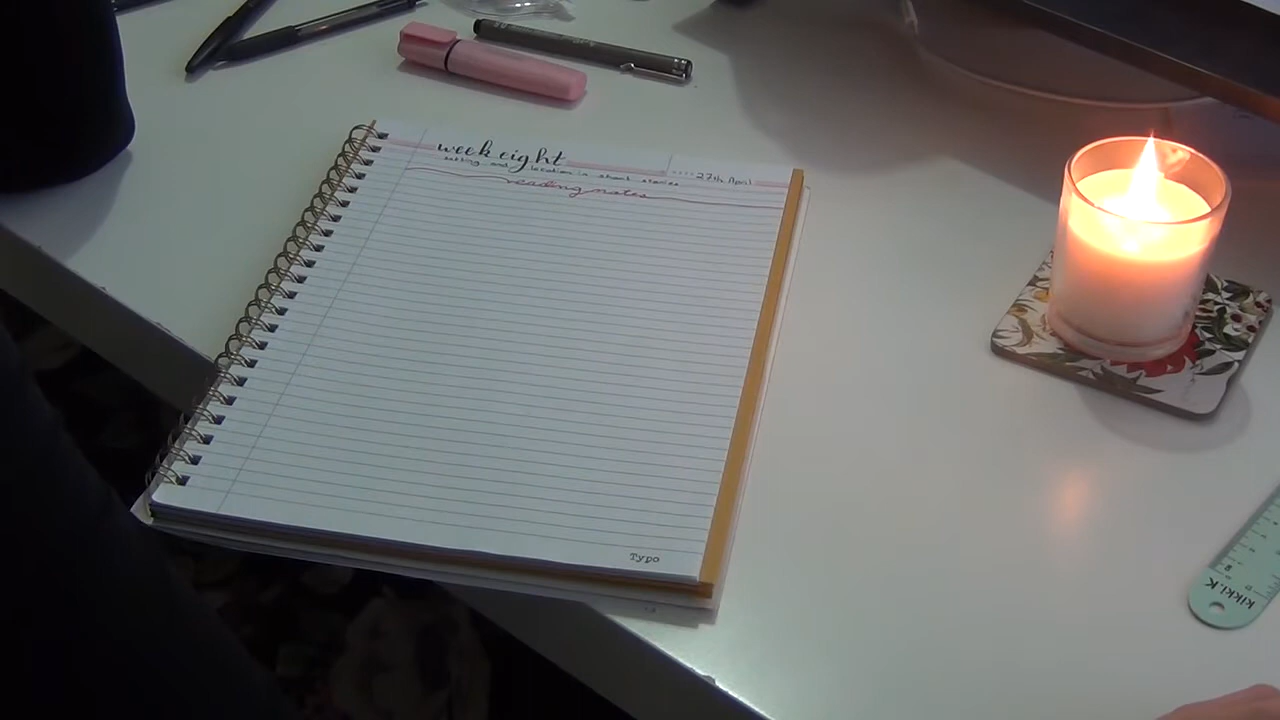 week eight
27th April
setting and location in short stories
reading notes
Typo
kikki.K